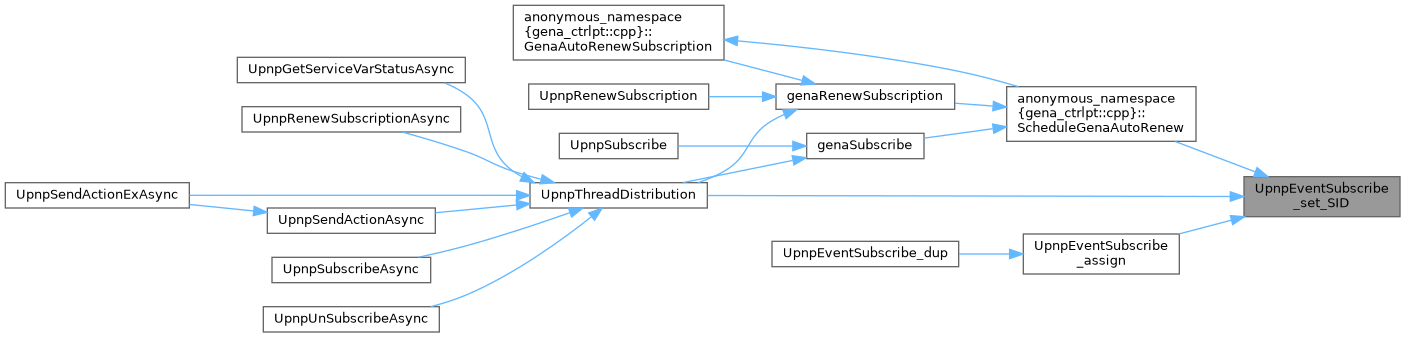 anonymous_namespace
{gena_ctrlpt::cpp}::
GenaAutoRenewSubscription
UpnpGetServiceVarStatusAsync
UpnpRenewSubscription
genaRenewSubscription
anonymous_namespace
{gena_ctrlpt::cpp}::
ScheduleGenaAutoRenew
UpnpRenewSubscriptionAsync
UpnpSubscribe
genaSubscribe
UpnpSendActionExAsync
UpnpThreadDistribution
UpnpEventSubscribe
_set_SID
UpnpSendActionAsync
UpnpSubscribeAsync
UpnpEventSubscribe_dup
UpnpEventSubscribe
_assign
UpnpUnSubscribeAsync